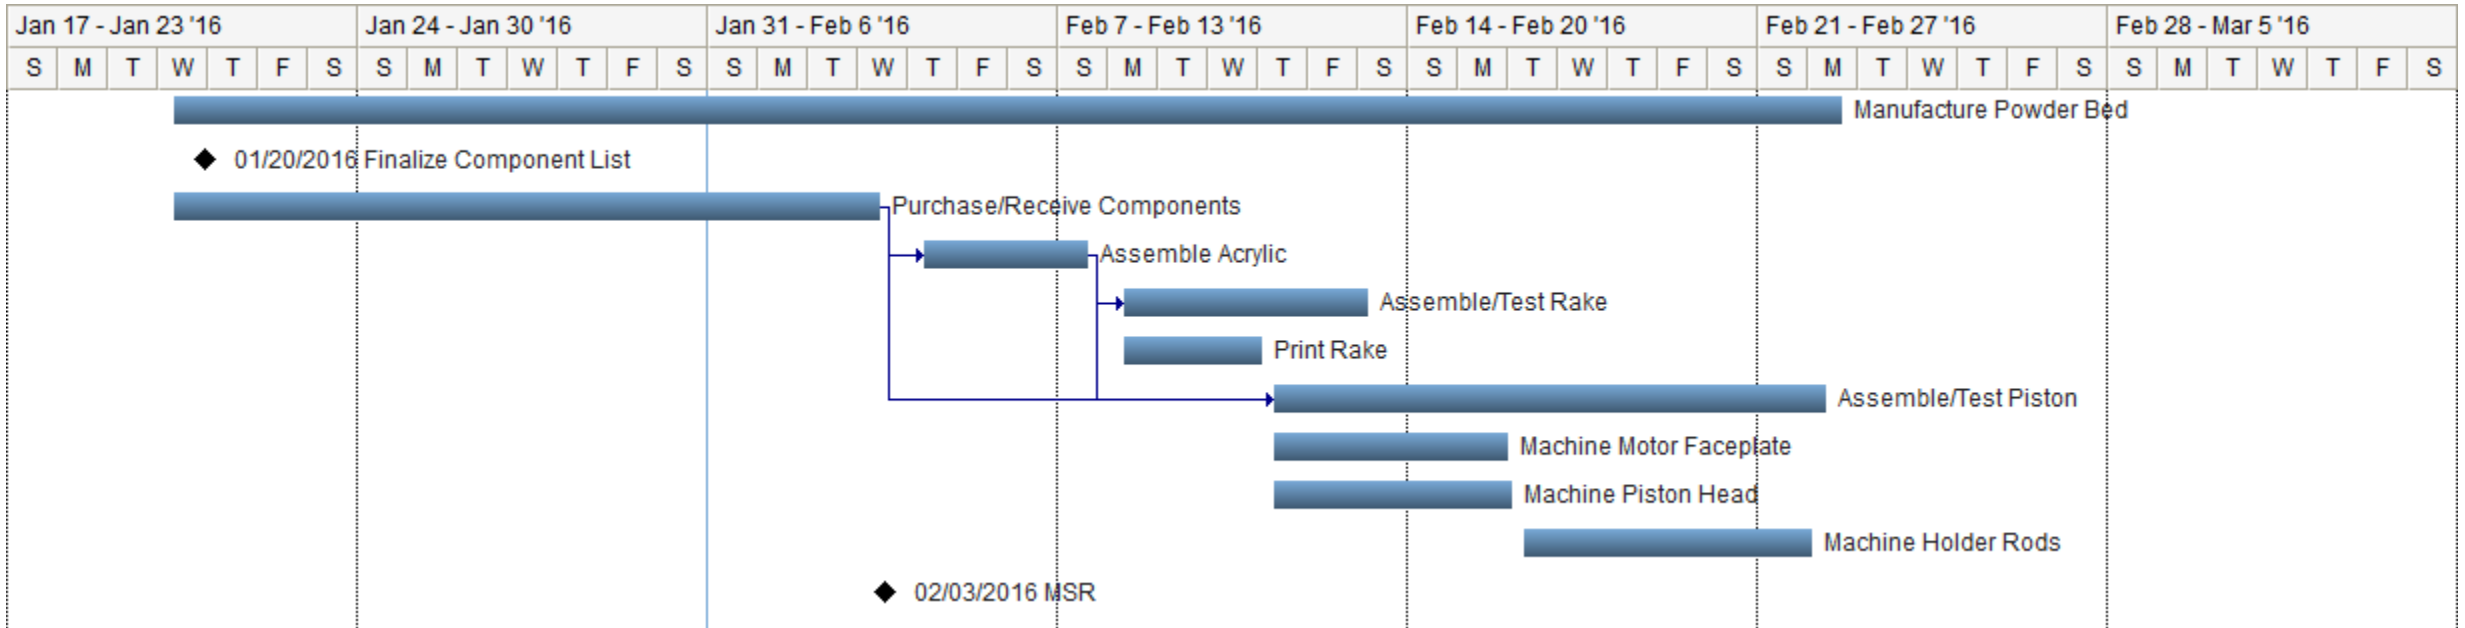 Jan 17 - Jan 23 '16 Jan 24 - Jan 30 '16 Jan 31 - Feb 6 '16 Feb 7 - Feb 13 '16 Feb 14 - Feb 20 '16 Feb 21 - Feb 27 '16 Feb 28 - Mar 5 '16
S M T W T F S S M T W T F S S M T W T F S S M T W T F S S M T W T F S S M T W T F S S M T W T F S
Manufacture Powder Bed
01/20/2016 Finalize Component List
Purchase/Receive Components
Assemble Acrylic
Assemble/Test Rake
Print Rake
Assemble/Test Piston
Machine Motor Faceplate
Machine Piston Head
Machine Holder Rods
02/03/2016 MSR